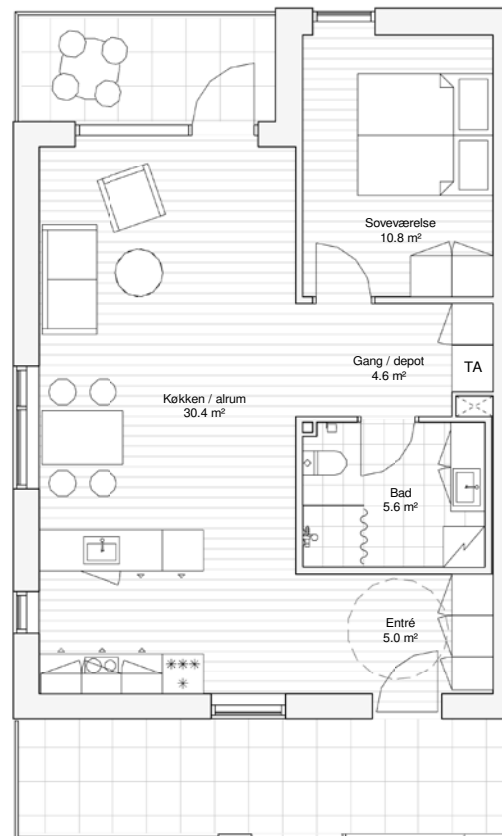 Soveværelse
10.8 m²
Gang / depot
4.6 m²
TA
Køkken / alrum
30.4 m²
Bad
5.6 m²
Entré
5.0 m²